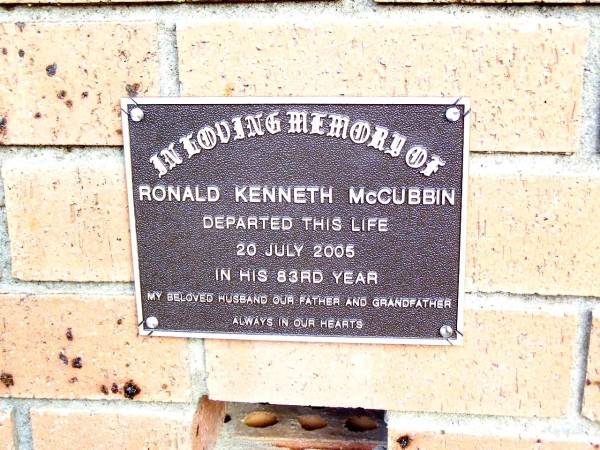 IN LOVING MEMORY OF
RONALD KENNETH McCUBBIN
DEPARTED THIS LIFE
20 JULY 2005
IN HIS 83RD YEAR
MY BELOVED HUSBAND OUR FATHER AND GRANDFATHER
ALWAYS IN OUR HEARTS